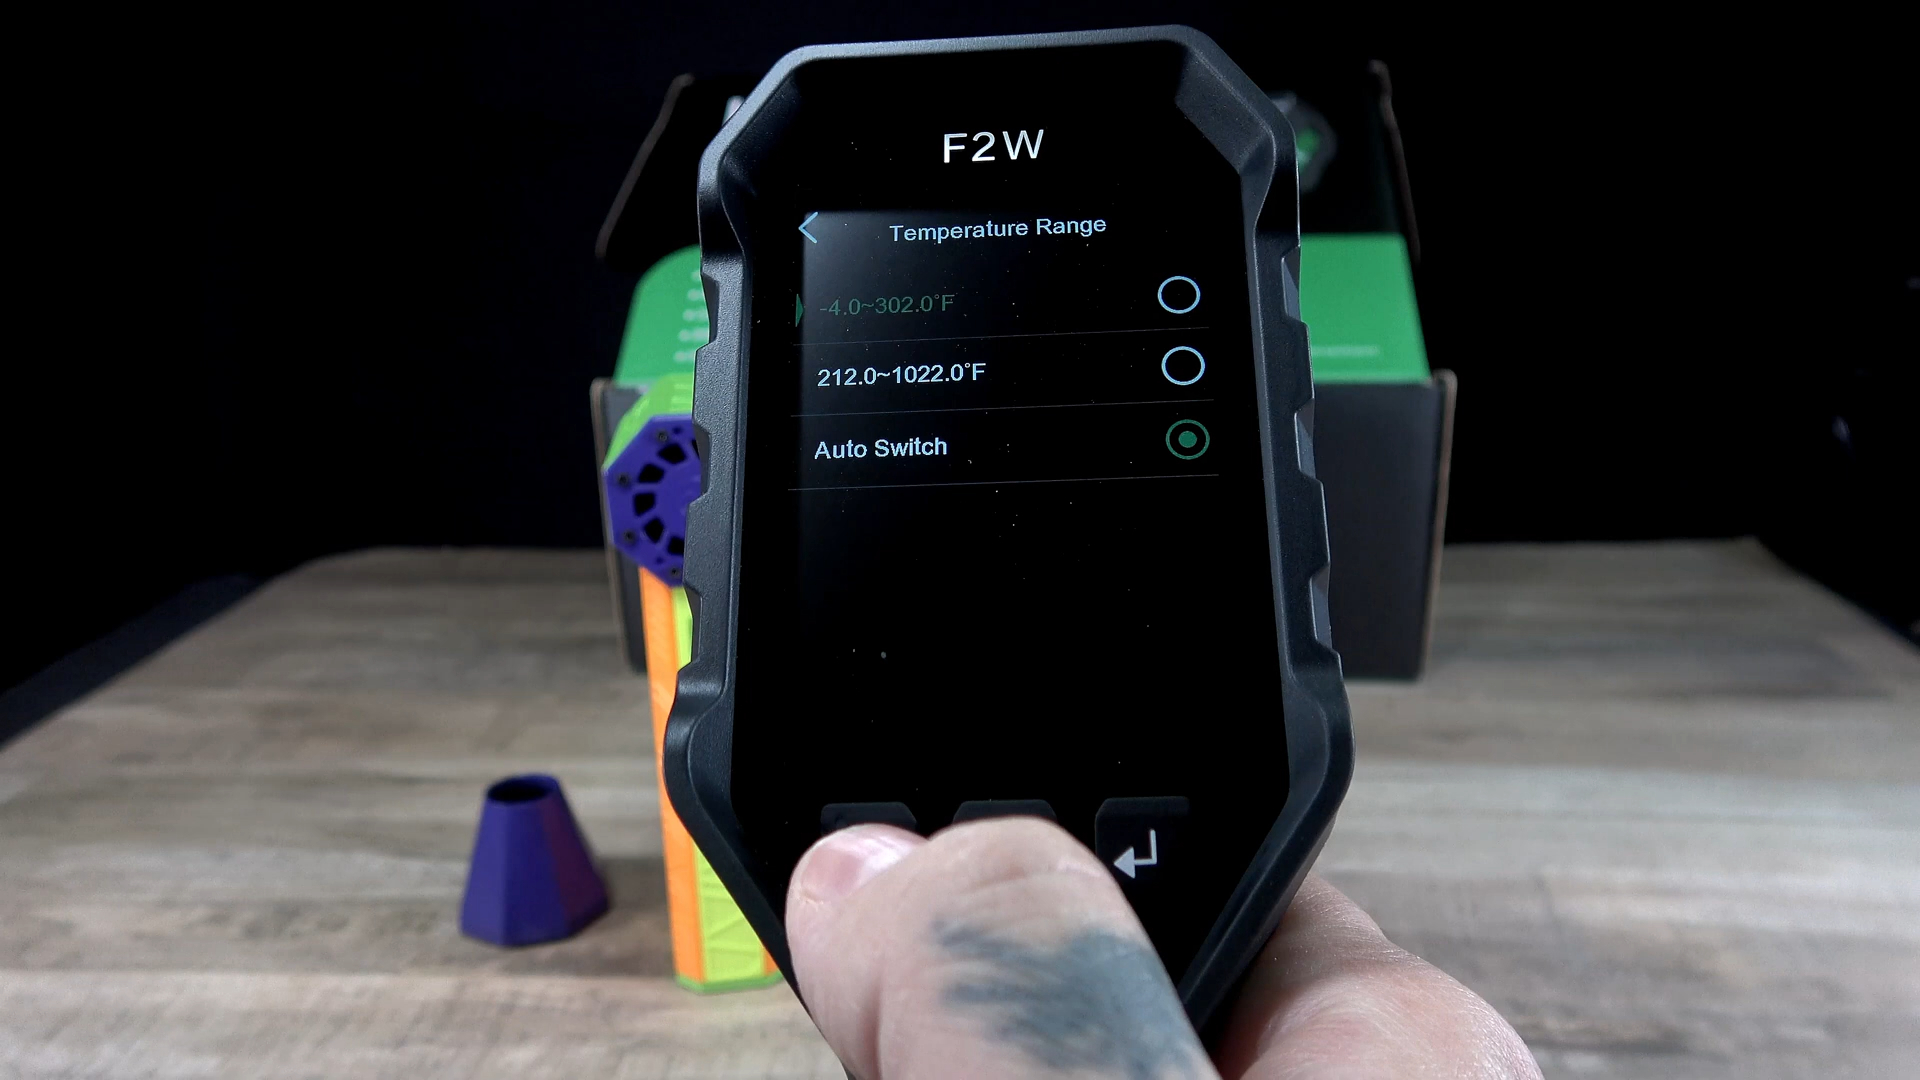 F2W
Temperature Range
-4.0~302.0°F
212.0~1022.0°F
Auto Switch